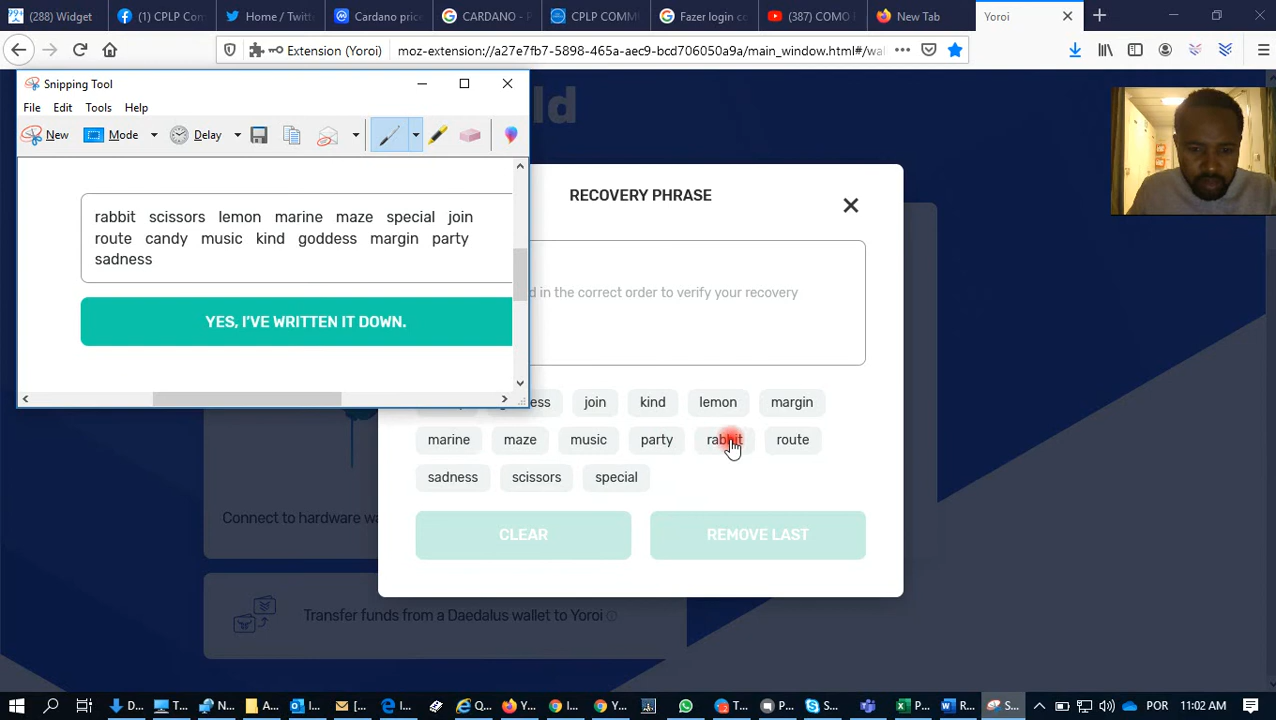 (288) Widget
(1) CPLP Com
Home / Twitt
Cardano price
CARDANO - P
CPLP COMM
Fazer login co
(387) COMO
New Tab
Yoroi
Extension (Yoroi)
moz-extension://a27e7fb7-5898-465a-aec9-bcd706050a9a/main_window.html#/wal
Snipping Tool
File Edit Tools Help
New Mode Delay
rabbit scissors lemon marine maze special join
route candy music kind goddess margin party
sadness
YES, I'VE WRITTEN IT DOWN.
RECOVERY PHRASE
in the correct order to verify your recovery
join kind lemon margin
marine maze music party rabbit route
sadness scissors special
CLEAR REMOVE LAST
Connect to hardware wa
Transfer funds from a Daedalus wallet to Yoroi
POR 11:02 AM